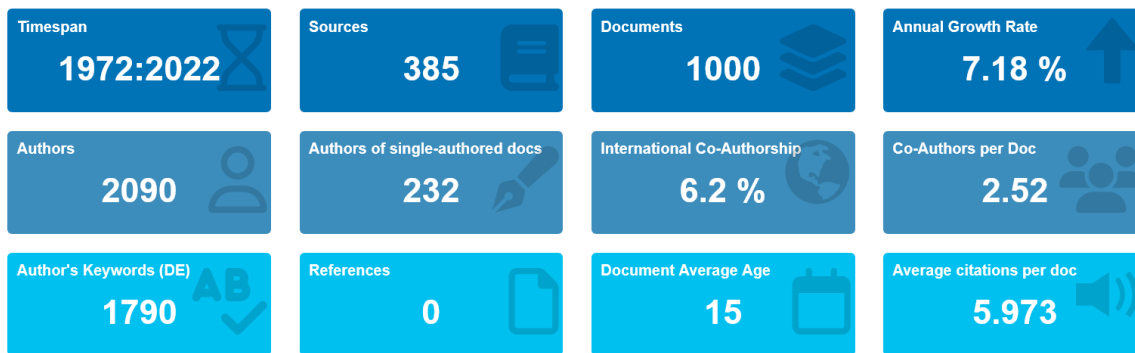 Timespan
1972:2022
Sources
385
Documents
1000
Annual Growth Rate
7.18 %
Authors
2090
Authors of single-authored docs
232
International Co-Authorship
6.2 %
Co-Authors per Doc
2.52
Author's Keywords (DE)
1790
AB
References
0
Document Average Age
15
Average citations per doc
5.973